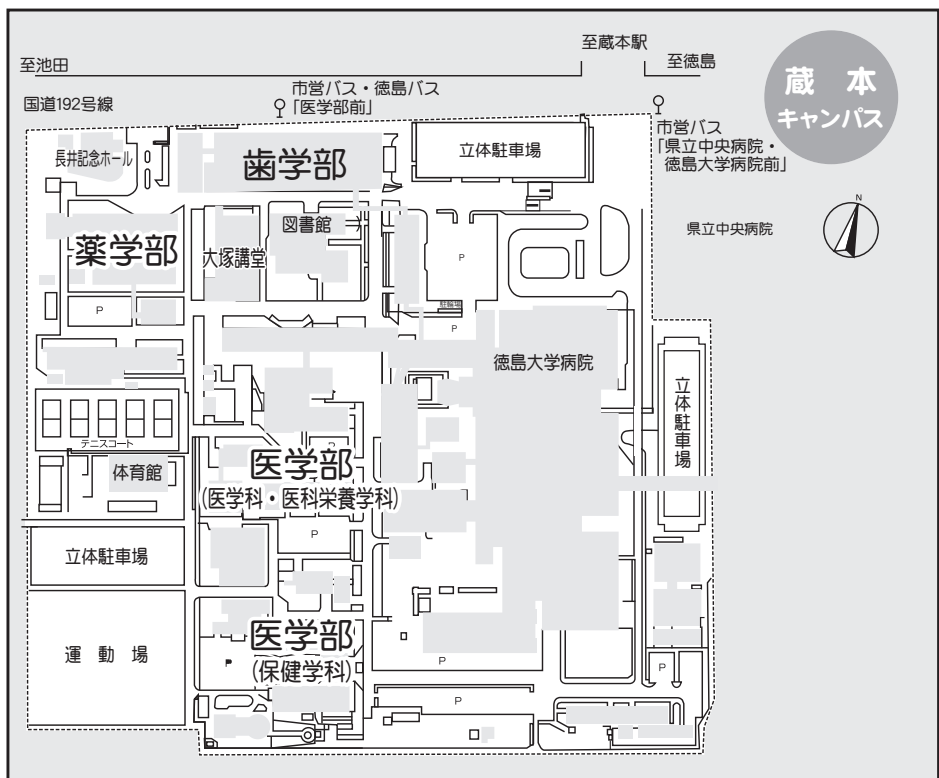 至蔵本駅
至池田
至徳島
蔵本
キャンパス
市営バス・徳島バス
「医学部前」
国道192号線
市営バス
「県立中央病院・
徳島大学病院前」
長井記念ホール
歯学部
立体駐車場
N
図書館
県立中央病院
薬学部
大塚講堂
P
駐輪場
P
P
徳島大学病院
立体駐車場
テニスコート
P
医学部
体育館
(医学科・医科栄養学科)
P
立体駐車場
医学部
運動場
P
P
P
(保健学科)
P